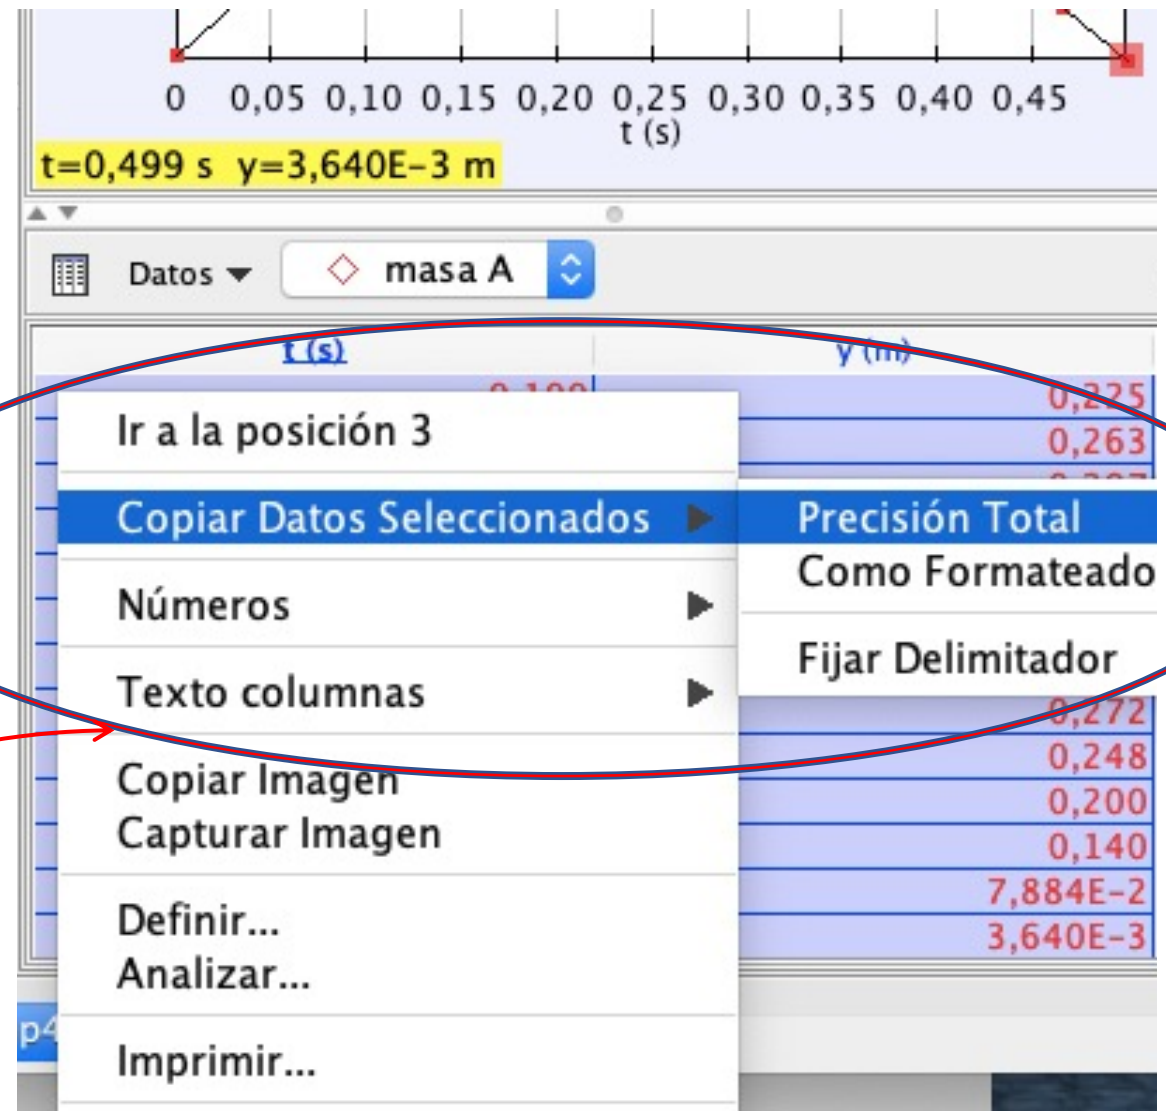 0 0,05 0,10 0,15 0,20 0,25 0,30 0,35 0,40 0,45
t (s)
t=0,499 s y=3,640E-3 m
Datos masa A
t (s) y (m)
0,225
Ir a la posición 3
0,263
Copiar Datos Seleccionados Precisión Total
Como Formateado
Números
Fijar Delimitador
Texto columnas
0,272
0,248
Copiar Imagen
0,200
Capturar Imagen
0,140
7,884E-2
Definir...
3,640E-3
Analizar...
p4
Imprimir...